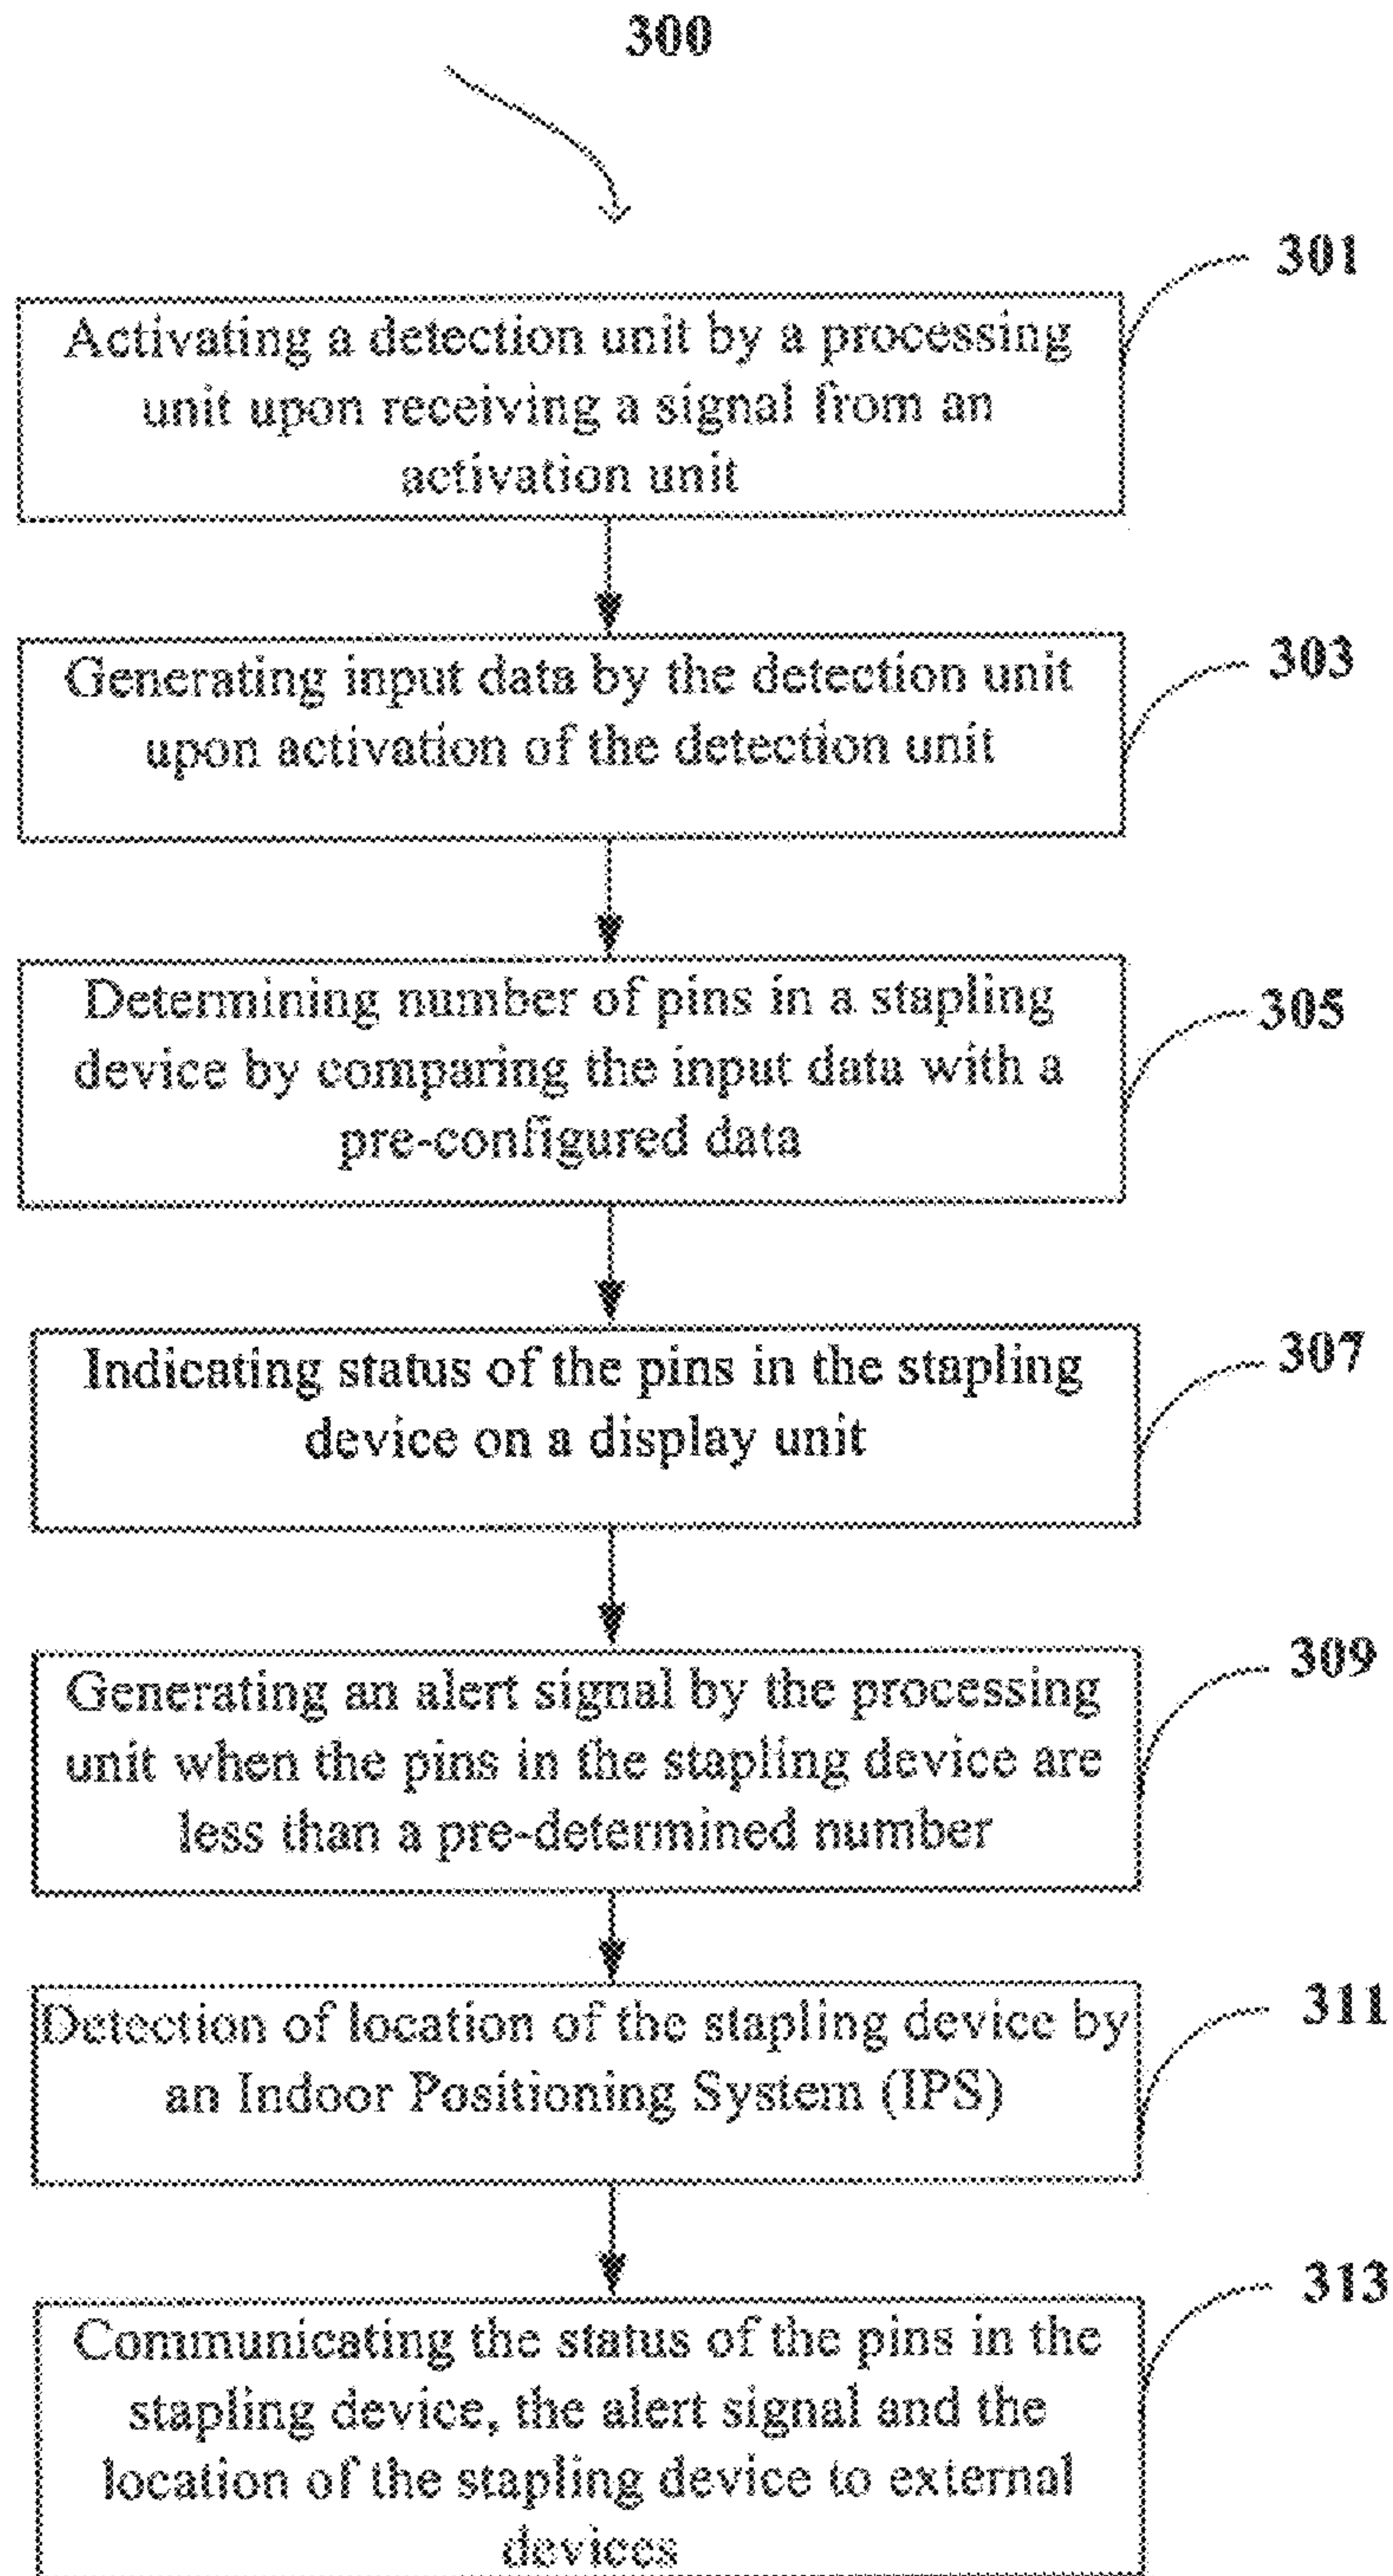 300
301
Activating a detection unit by a processing
unit upon receiving a signal from an
activation unit
303
Generating input data by the detection unit
upon activation of the detection unit
305
Determining number of pins in a stapling
device by comparing the input data with a
pre-configured data
307
Indicating status of the pins in the stapling
device on a display unit
309
Generating an alert signal by the processing
unit when the pins in the stapling device are
less than a pre-determined number
311
Detection of location of the stapling device by
an Indoor Positioning System (IPS)
313
Communicating the status of the pins in the
stapling device, the alert signal and the
location of the stapling device to external
devices